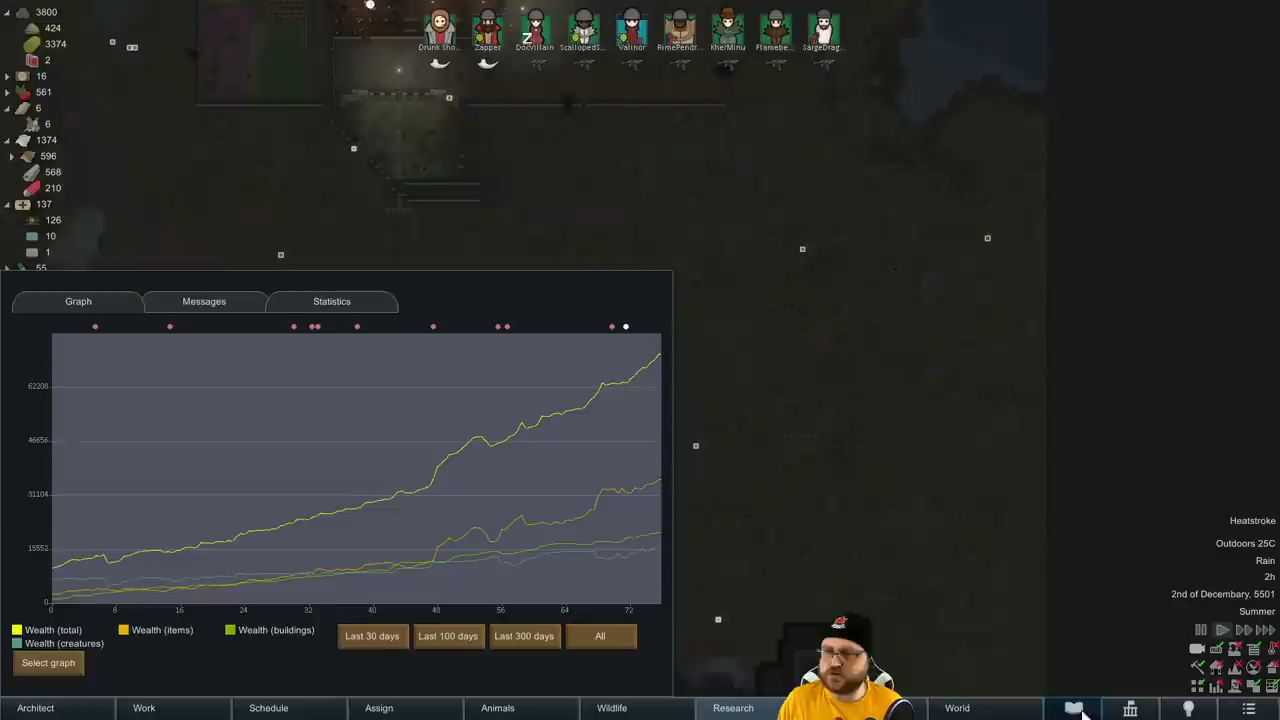 3800
424
3374
2
16
561
6
6
1374
596
568
210
137
126
10
1
55
Drunk Sho...
Zapper
DocVillain
ScallopedS...
Valinor
RimePendr...
KherMinu
Flamebe...
SargeDrag...
Z
Graph Messages Statistics
62208
46656
31104
15552
0
0 8 16 24 32 40 48 56 64 72
Wealth (total) Wealth (items) Wealth (buildings)
Wealth (creatures)
Last 30 days Last 100 days Last 300 days All
Select graph
Heatstroke
Outdoors 25C
Rain
2h
2nd of Decembary, 5501
Summer
Architect Work Schedule Assign Animals Wildlife Research World